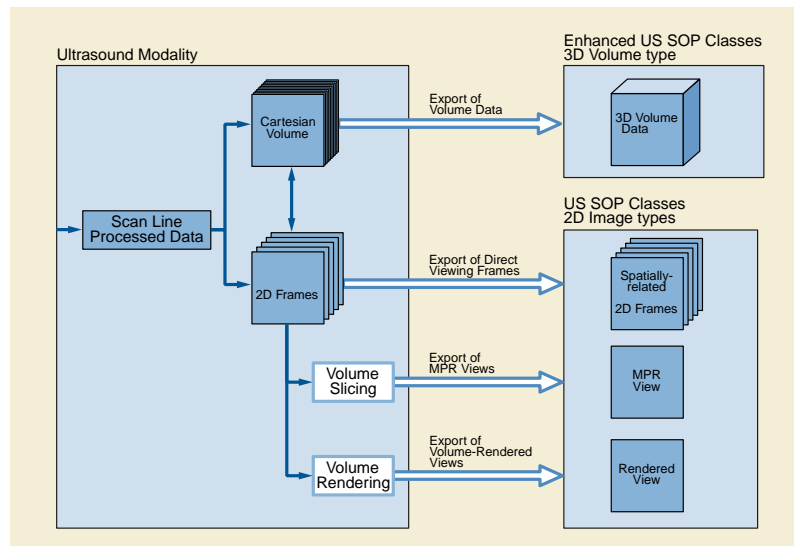 Ultrasound Modality
Enhanced US SOP Classes
3D Volume type
Cartesian
Volume
Export of
Volume Data
3D Volume
Data
Scan Line
Processed Data
US SOP Classes
2D Image types
2D Frames
Export of Direct
Viewing Frames
Spatially-
related
2D Frames
Volume
Slicing
Export of
MPR Views
MPR
View
Volume
Rendering
Export of
Volume-Rendered
Views
Rendered
View